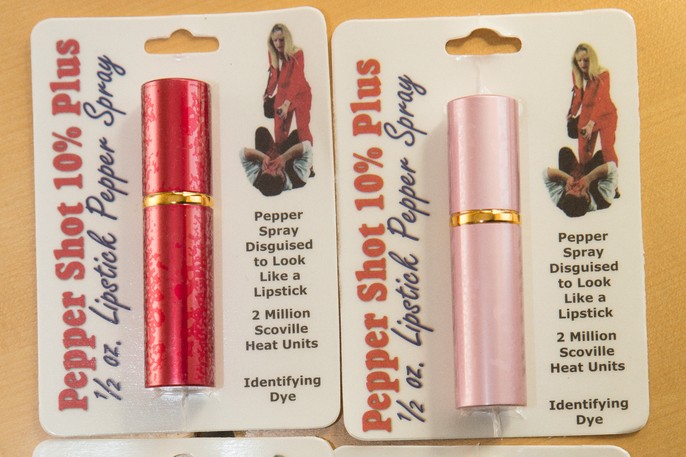 Pepper Shot 10% Plus
1/2 oz. Lipstick Pepper Spray
Pepper
Spray
Disguised
to Look
Like a
Lipstick
2 Million
Scoville
Heat Units
Identifying
Dye
Pepper Shot 10% Plus
1/2 oz. Lipstick Pepper Spray
Pepper
Spray
Disguised
to Look
Like a
Lipstick
2 Million
Scoville
Heat Units
Identifying
Dye